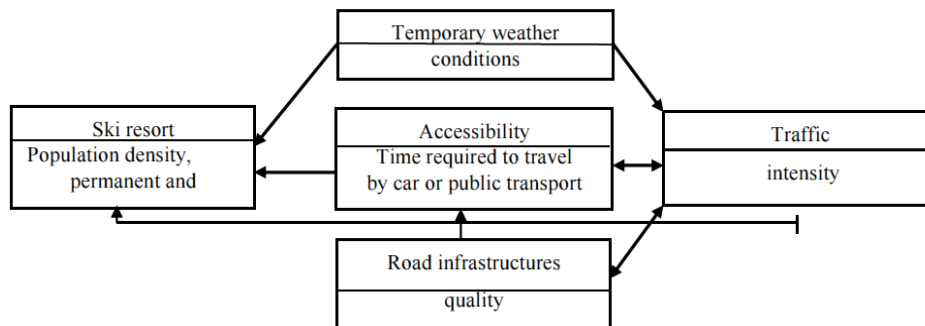 Temporary weather
conditions
Ski resort
Population density,
permanent and
Accessibility
Time required to travel
by car or public transport
Traffic
intensity
Road infrastructures
quality